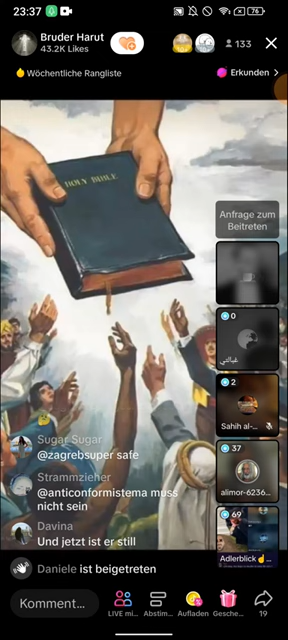 23:37
76
Bruder Harut
43.2K Likes
133
Wöchentliche Rangliste
Erkunden >
HOLY BIBLE
Anfrage zum
Beitreten
0
خيالتي
2
Sahih al-...
37
alimor-6236...
69
Adlerblick☝...
Sugar Sugar
@zagrebsuper safe
Strammzieher
@anticonformistema muss
nicht sein
Davina
Und jetzt ist er still
Daniele ist beigetreten
Komment...
LIVE mi...
Abstim...
Aufladen
Gesche...
19